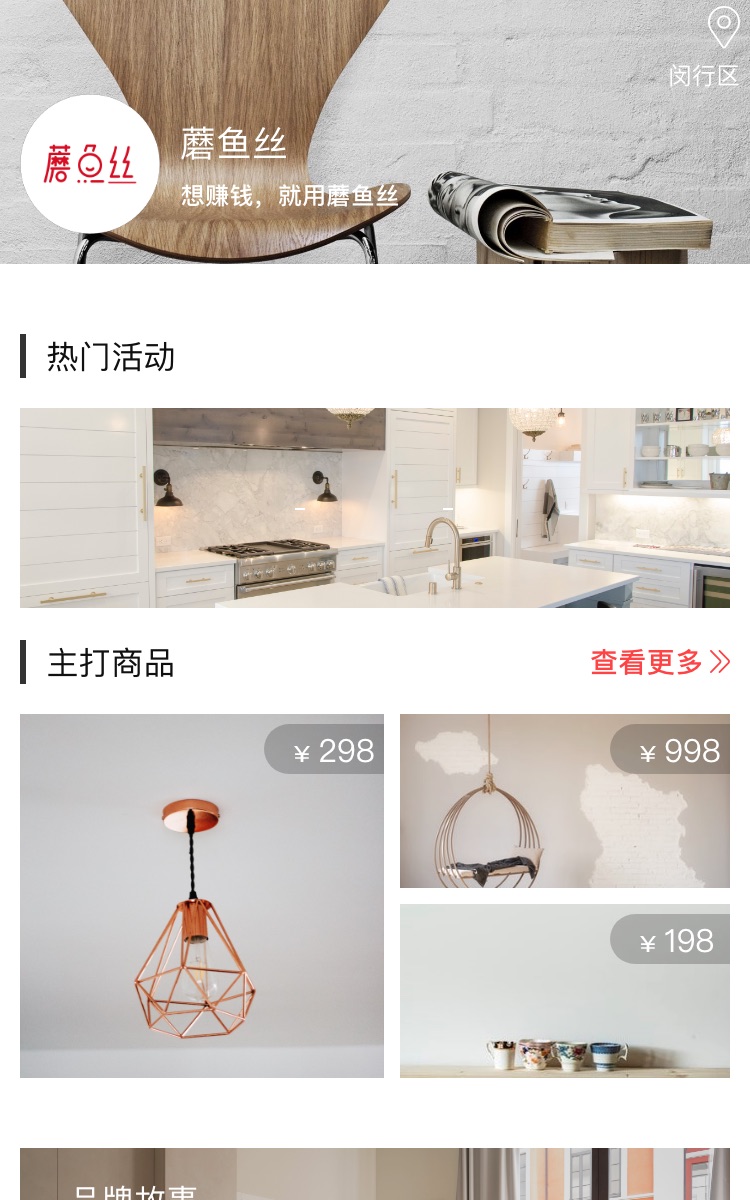 闵行区
蘑鱼丝
蘑鱼丝
想赚钱，就用蘑鱼丝
热门活动
主打商品
查看更多
¥ 298
¥ 998
¥ 198
品牌故事